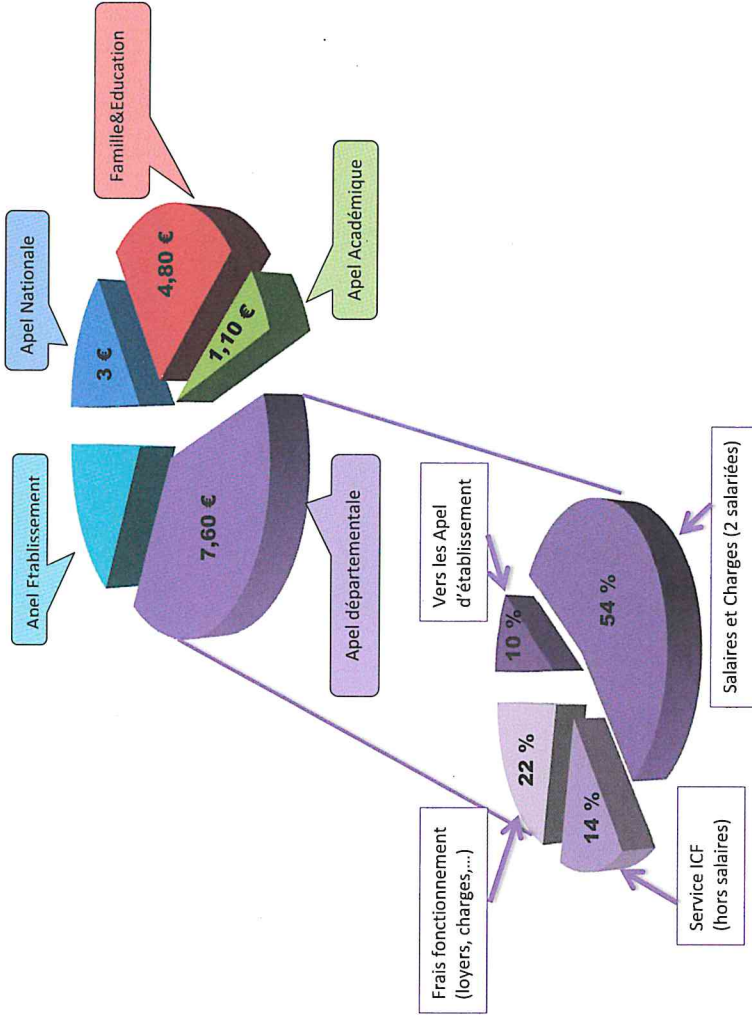 Apel Etablissement
Apel Nationale
3 €
Famille&Education
4,80 €
1,10 €
Apel Académique
7,60 €
Apel départementale
Frais fonctionnement
(loyers, charges,…)
22 %
Vers les Apel
d'établissement
10 %
14 %
54 %
Service ICF
(hors salaires)
Salaires et Charges (2 salariées)